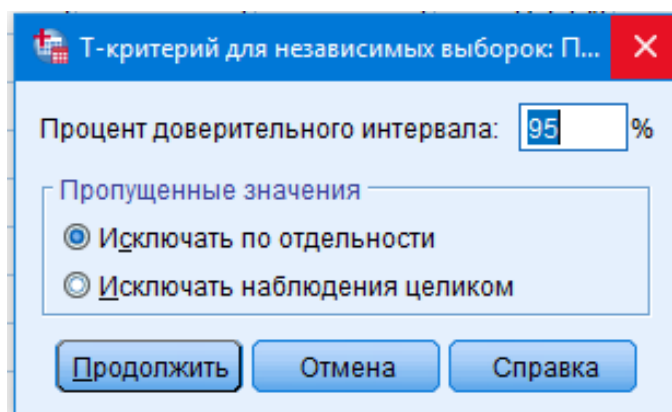 Т-критерий для независимых выборок: П...
Процент доверительного интервала: 95 %
Пропущенные значения
Исключать по отдельности
Исключать наблюдения целиком
Продолжить Отмена Справка